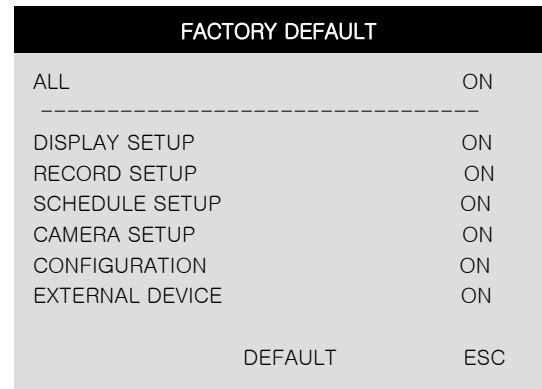 FACTORY DEFAULT
ALL ON
---------------------------------
DISPLAY SETUP ON
RECORD SETUP ON
SCHEDULE SETUP ON
CAMERA SETUP ON
CONFIGURATION ON
EXTERNAL DEVICE ON
DEFAULT ESC